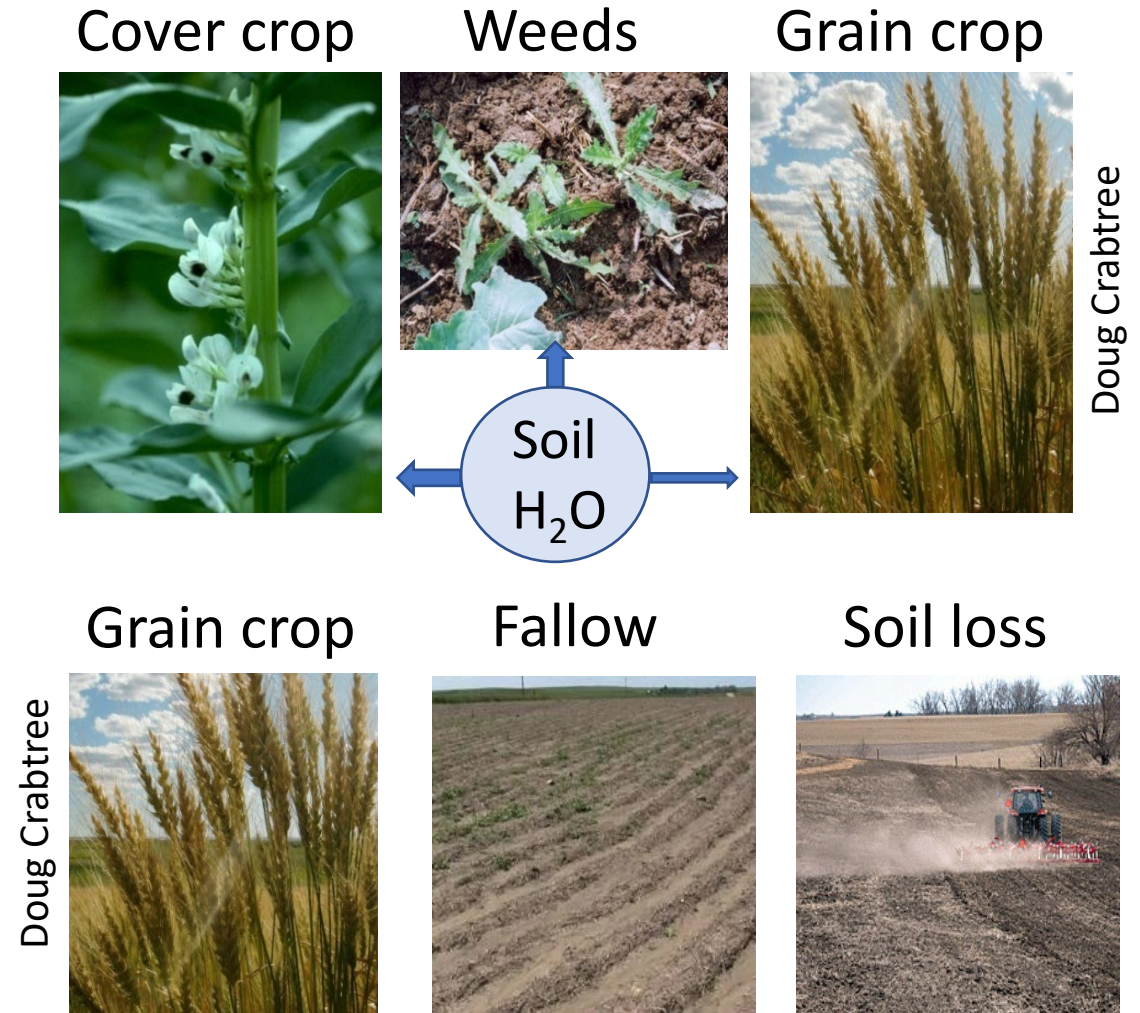 Cover crop
Weeds
Grain crop
Doug Crabtree
Soil
H₂O
Grain crop
Fallow
Soil loss
Doug Crabtree